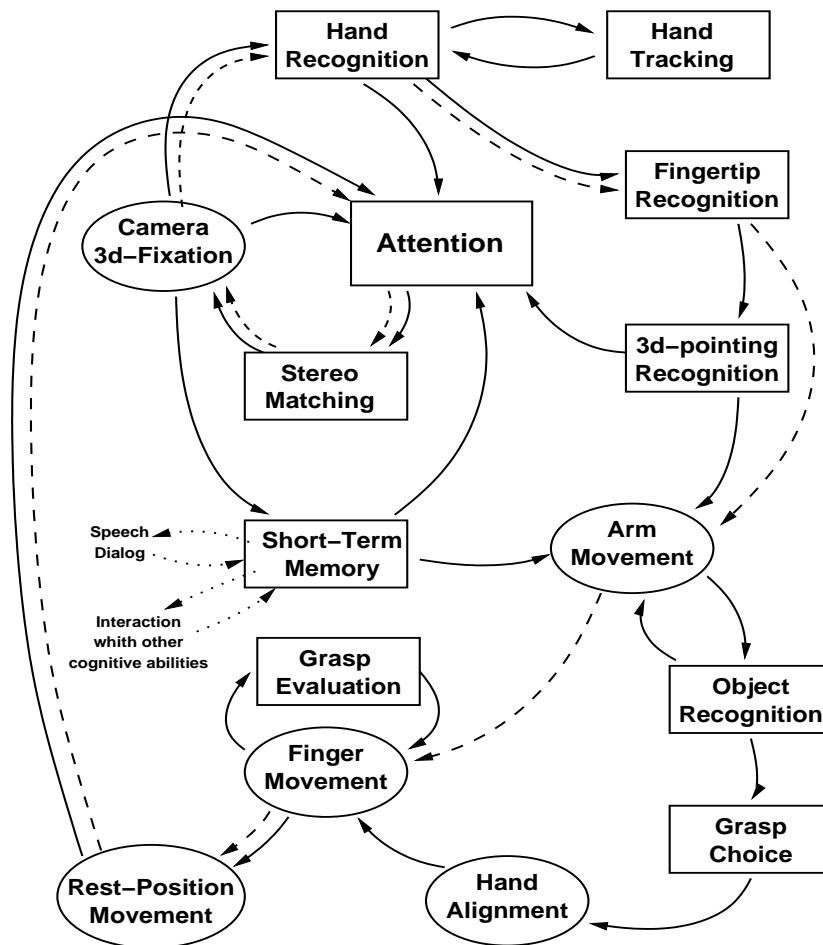 Hand
Recognition
Hand
Tracking
Fingertip
Recognition
Camera
3d–Fixation
Attention
3d–pointing
Recognition
Stereo
Matching
Speech
Dialog
Short–Term
Memory
Arm
Movement
Interaction
whith other
cognitive abilities
Grasp
Evaluation
Object
Recognition
Finger
Movement
Grasp
Choice
Rest–Position
Movement
Hand
Alignment